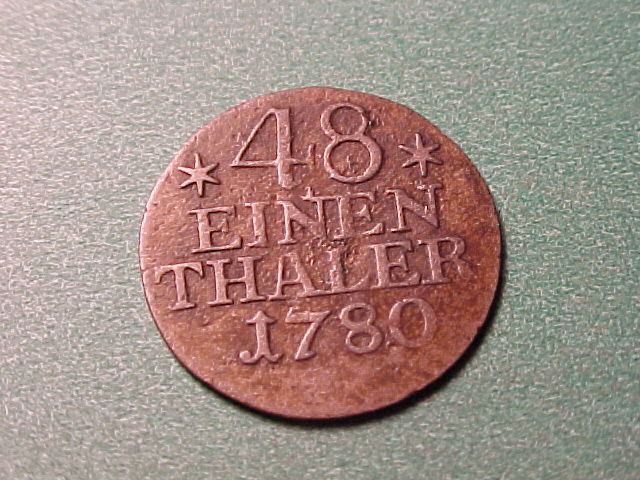 * 48 *
EINEN
THALER
1780